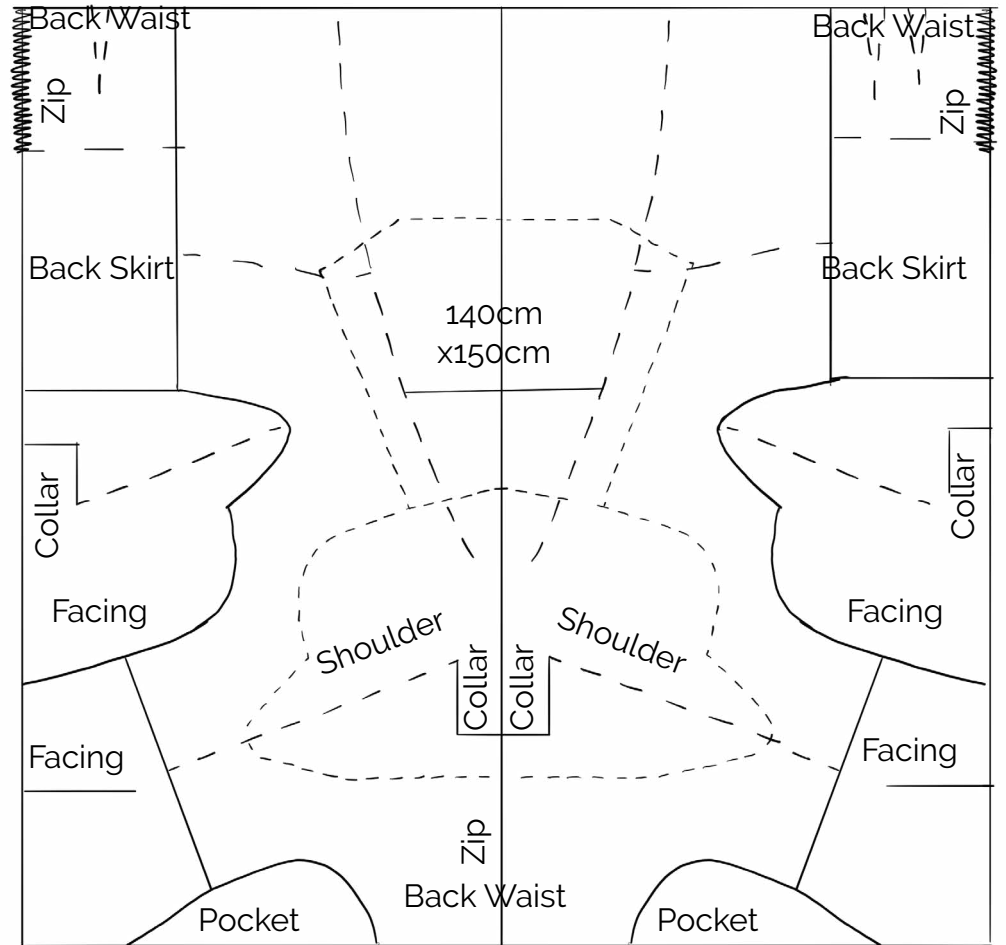 Back Waist
Back Waist
Zip
Zip
Back Skirt
Back Skirt
140cm
x150cm
Collar
Collar
Facing
Facing
Shoulder
Shoulder
Collar
Collar
Facing
Facing
Zip
Back Waist
Pocket
Pocket